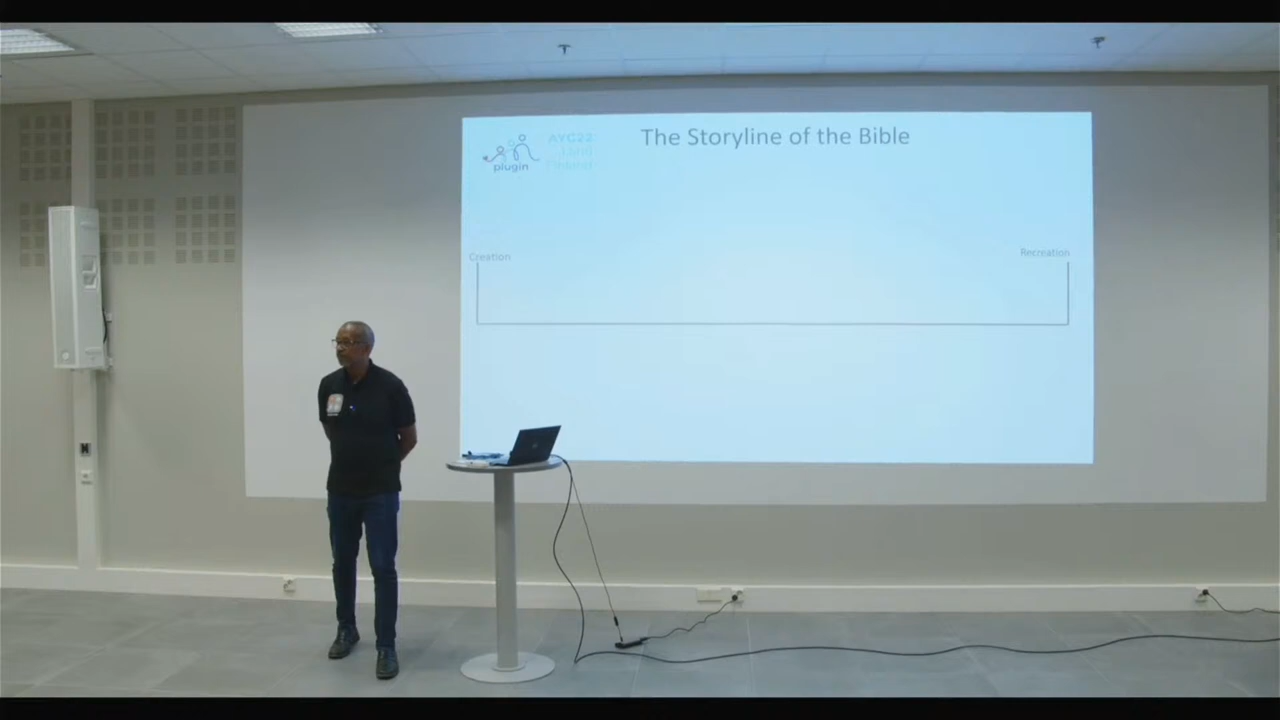 The Storyline of the Bible
AYC22
plugin
Creation
Recreation